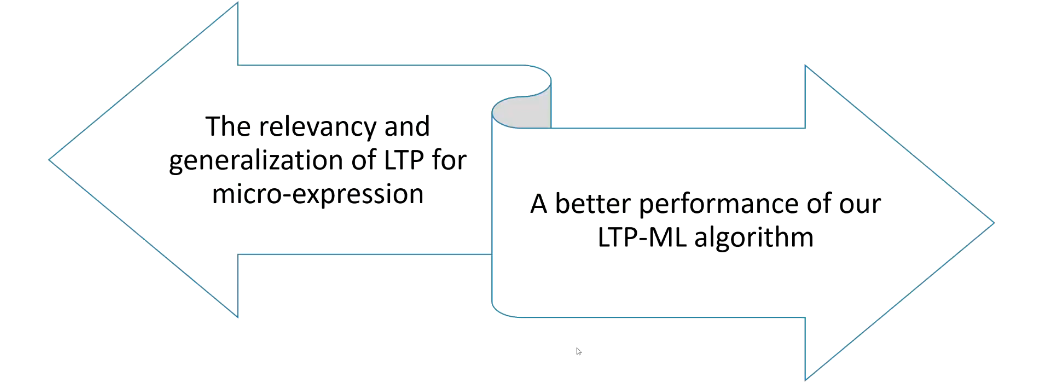 The relevancy and
generalization of LTP for
micro-expression
A better performance of our
LTP-ML algorithm